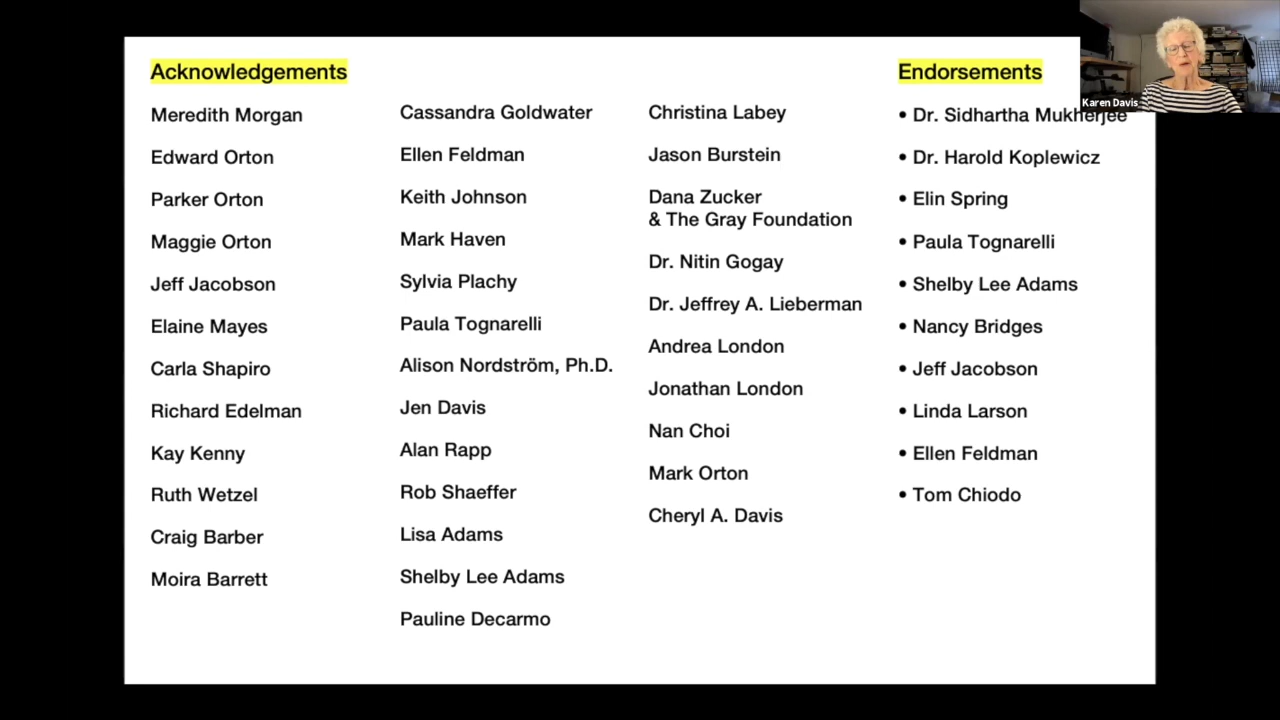 Acknowledgements
Meredith Morgan
Edward Orton
Parker Orton
Maggie Orton
Jeff Jacobson
Elaine Mayes
Carla Shapiro
Richard Edelman
Kay Kenny
Ruth Wetzel
Craig Barber
Moira Barrett
Cassandra Goldwater
Ellen Feldman
Keith Johnson
Mark Haven
Sylvia Plachy
Paula Tognarelli
Alison Nordström, Ph.D.
Jen Davis
Alan Rapp
Rob Shaeffer
Lisa Adams
Shelby Lee Adams
Pauline Decarmo
Christina Labey
Jason Burstein
Dana Zucker
& The Gray Foundation
Dr. Nitin Gogay
Dr. Jeffrey A. Lieberman
Andrea London
Jonathan London
Nan Choi
Mark Orton
Cheryl A. Davis
Endorsements
• Dr. Sidhartha Mukherjee
• Dr. Harold Koplewicz
• Elin Spring
• Paula Tognarelli
• Shelby Lee Adams
• Nancy Bridges
• Jeff Jacobson
• Linda Larson
• Ellen Feldman
• Tom Chiodo
Karen Davis